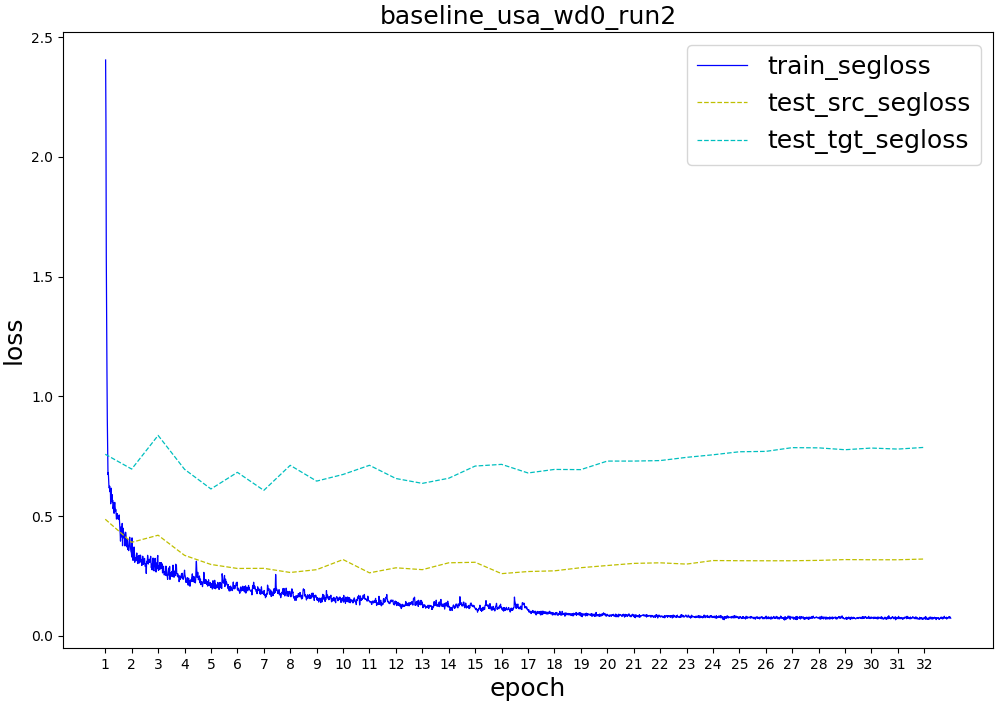 baseline_usa_wd0_run2
train_segloss
test_src_segloss
test_tgt_segloss
loss
2.5
2.0
1.5
1.0
0.5
0.0
1 2 3 4 5 6 7 8 9 10 11 12 13 14 15 16 17 18 19 20 21 22 23 24 25 26 27 28 29 30 31 32
epoch